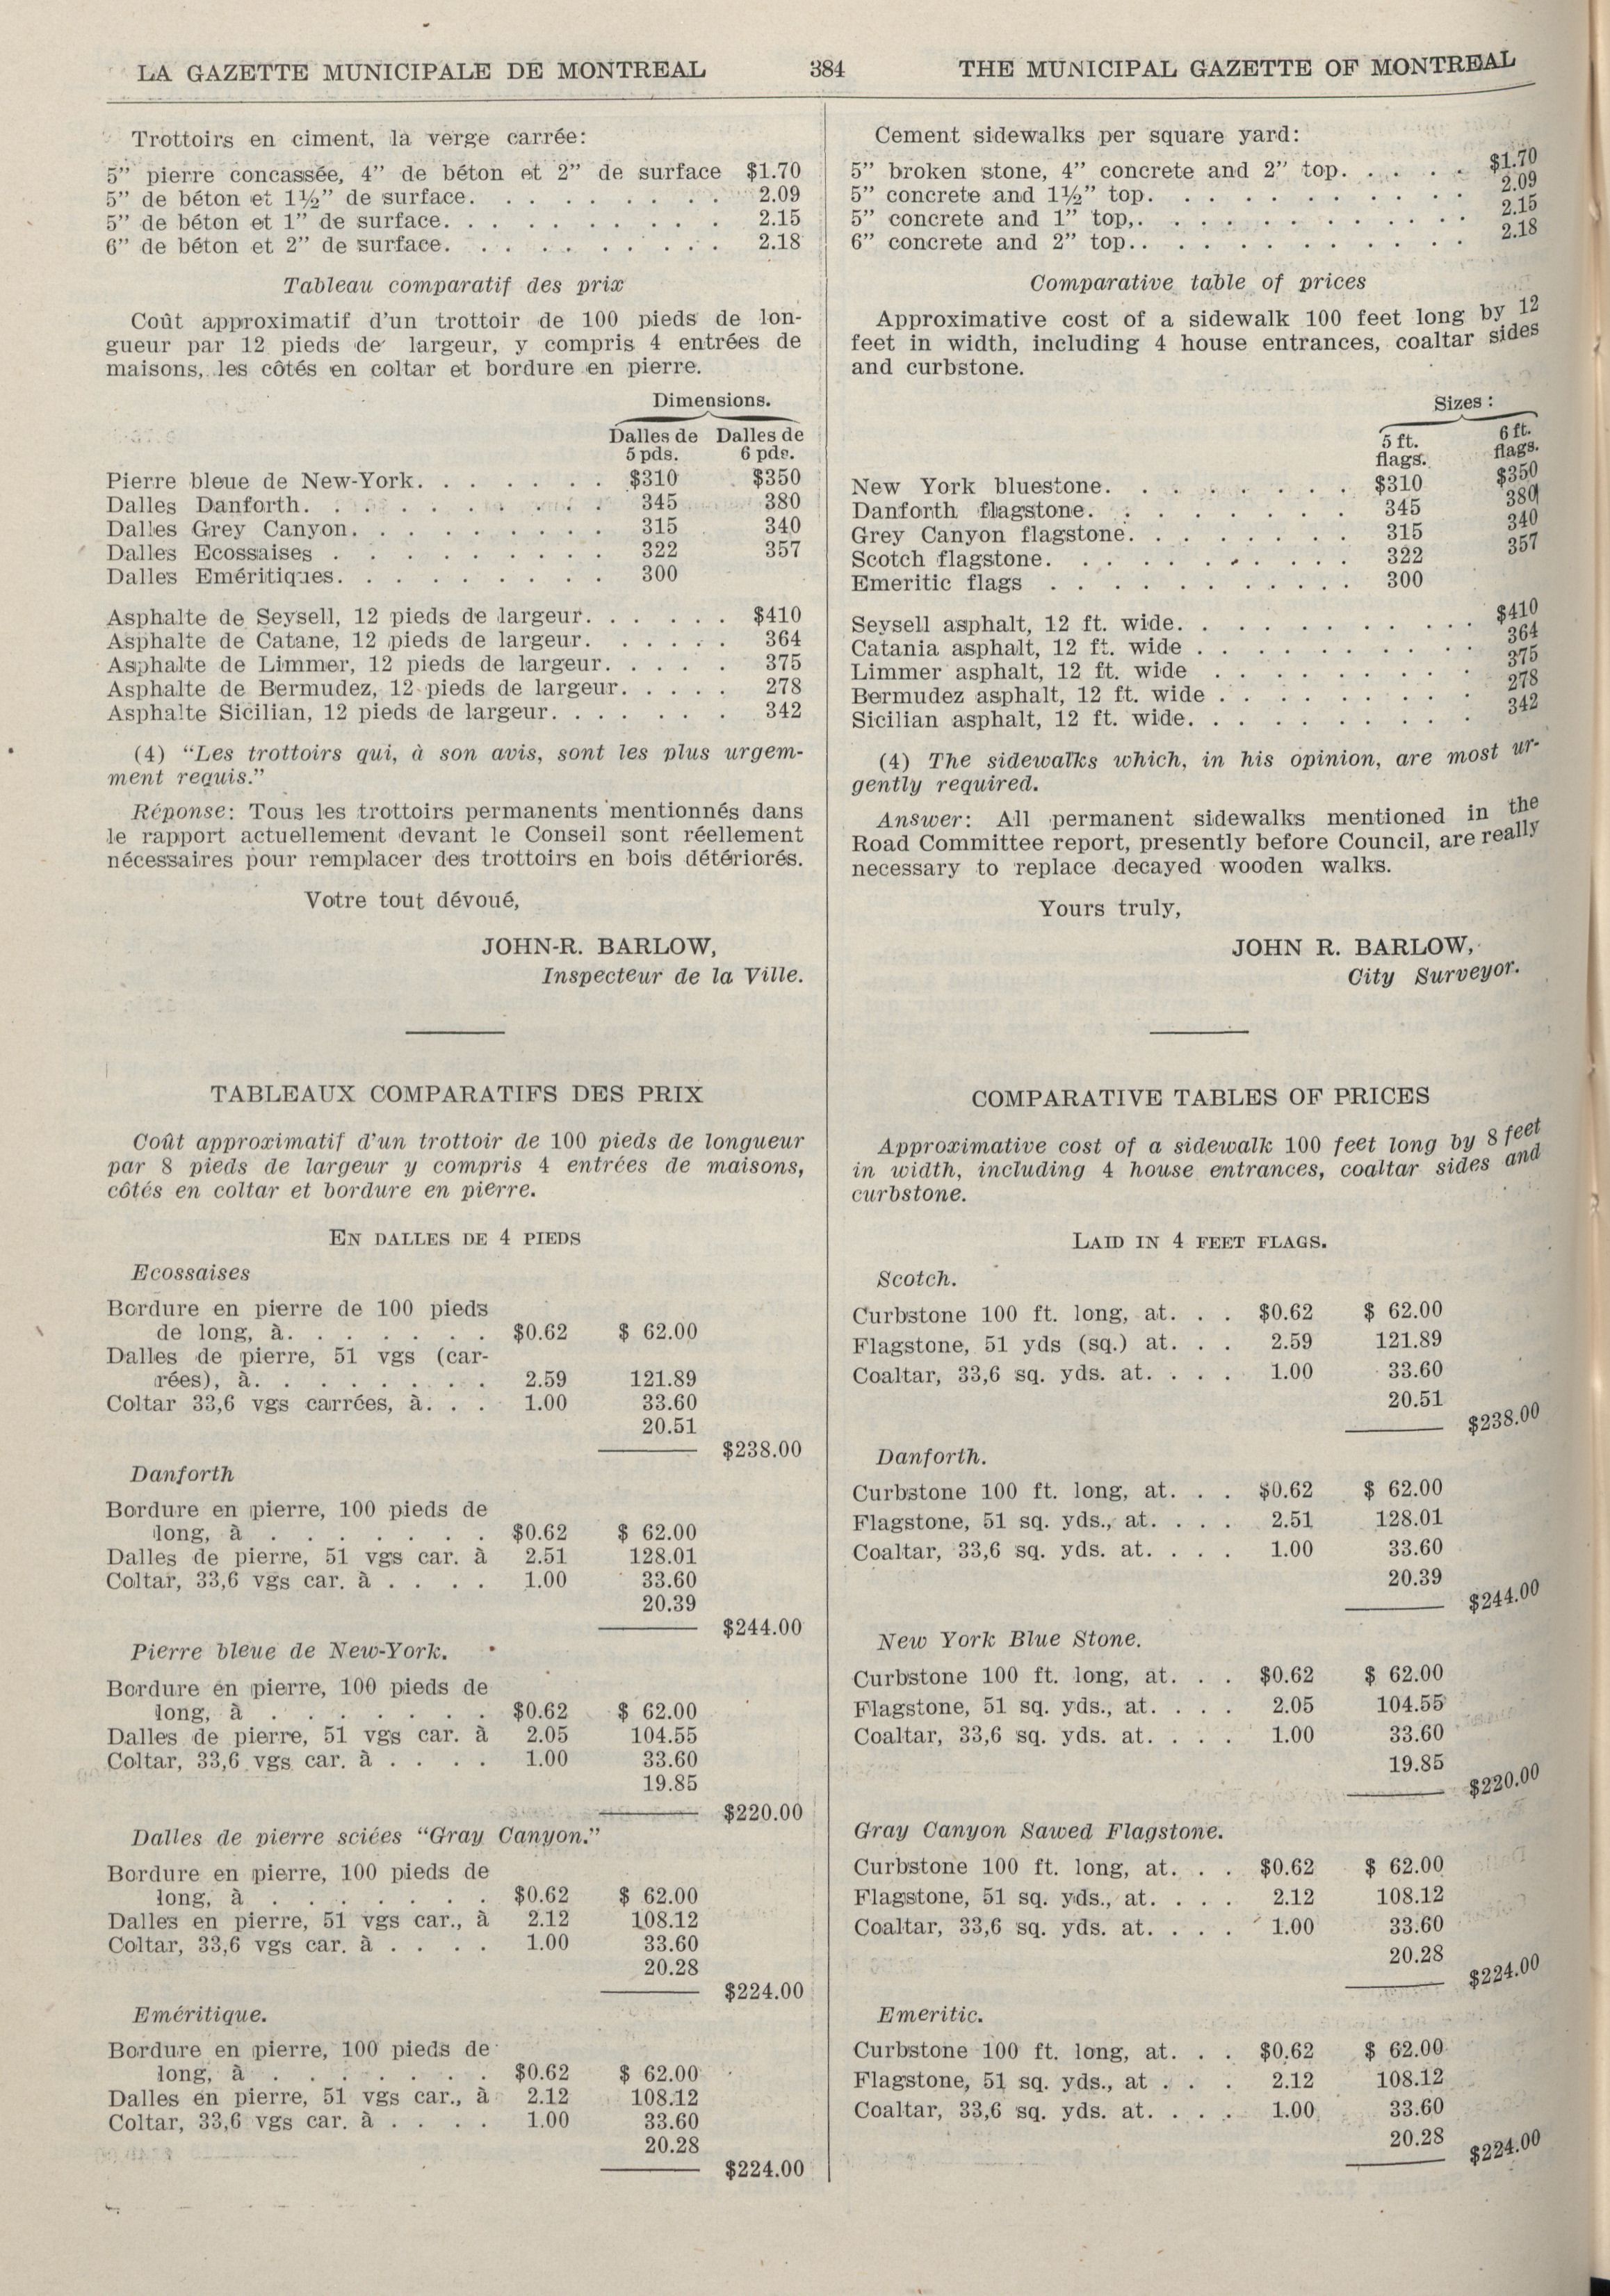 LA GAZETTE MUNICIPALE DE MONTREAL 384 THE MUNICIPAL GAZETTE OF MONTREAL
Trottoirs en ciment, la verge carrée:
5” pierre concassée, 4” de béton et 2” de surface $1.70
5” de béton et 1½” de surface. . . . . . . . . 2.09
5” de béton et 1” de surface. . . . . . . . . . 2.15
6” de béton et 2” de surface. . . . . . . . . . 2.18
Tableau comparatif des prix
Coût approximatif d'un trottoir de 100 pieds de lon-
gueur par 12 pieds de largeur, y compris 4 entrées de
maisons, les côtés en coltar et bordure en pierre.
Dimensions.
Dalles de Dalles de
5 pds. 6 pds.
Pierre bleue de New-York. . . . . . . $310 $350
Dalles Danforth. . . . . . . . . . 345 380
Dalles Grey Canyon. . . . . . . . . 315 340
Dalles Ecossaises . . . . . . . . . 322 357
Dalles Eméritiques. . . . . . . . . 300
Asphalte de Seysell, 12 pieds de largeur. . . . . . $410
Asphalte de Catane, 12 pieds de largeur. . . . . . 364
Asphalte de Limmer, 12 pieds de largeur. . . . . 375
Asphalte de Bermudez, 12 pieds de largeur. . . . . 278
Asphalte Sicilian, 12 pieds de largeur. . . . . . . 342
(4) “Les trottoirs qui, à son avis, sont les plus urgem-
ment requis.”
Réponse: Tous les trottoirs permanents mentionnés dans
le rapport actuellement devant le Conseil sont réellement
nécessaires pour remplacer des trottoirs en bois détériorés.
Votre tout dévoué,
JOHN-R. BARLOW,
Inspecteur de la Ville.
TABLEAUX COMPARATIFS DES PRIX
Coût approximatif d'un trottoir de 100 pieds de longueur
par 8 pieds de largeur y compris 4 entrées de maisons,
côtés en coltar et bordure en pierre.
EN DALLES DE 4 PIEDS
Ecossaises
Bordure en pierre de 100 pieds
de long, à. . . . . . . $0.62 $ 62.00
Dalles de pierre, 51 vgs (car-
rées), à. . . . . . . . 2.59 121.89
Coltar 33,6 vgs carrées, à. . . 1.00 33.60
20.51
$238.00
Danforth
Bordure en pierre, 100 pieds de
long, à . . . . . . . $0.62 $ 62.00
Dalles de pierre, 51 vgs car. à 2.51 128.01
Coltar, 33,6 vgs car. à . . . . 1.00 33.60
20.39
$244.00
Pierre bleue de New-York.
Bordure en pierre, 100 pieds de
long, à . . . . . . . $0.62 $ 62.00
Dalles de pierre, 51 vgs car. à 2.05 104.55
Coltar, 33,6 vgs car. à . . . . 1.00 33.60
19.85
$220.00
Dalles de pierre sciées “Gray Canyon.”
Bordure en pierre, 100 pieds de
long, à . . . . . . . $0.62 $ 62.00
Dalles en pierre, 51 vgs car., à 2.12 108.12
Coltar, 33,6 vgs car. à . . . . 1.00 33.60
20.28
$224.00
Eméritique.
Bordure en pierre, 100 pieds de
long, à . . . . . . . $0.62 $ 62.00
Dalles en pierre, 51 vgs car., à 2.12 108.12
Coltar, 33,6 vgs car. à . . . . 1.00 33.60
20.28
$224.00
Cement sidewalks per square yard:
5” broken stone, 4” concrete and 2” top. . . . . $1.70
5” concrete and 1½” top. . . . . . . . . . . 2.09
5” concrete and 1” top,. . . . . . . . . . . . 2.15
6” concrete and 2” top.. . . . . . . . . . . . 2.18
Comparative table of prices
Approximative cost of a sidewalk 100 feet long by 12
feet in width, including 4 house entrances, coaltar sides
and curbstone.
Sizes:
5 ft. 6 ft.
flags. flags.
New York bluestone. . . . . . . . . $310 $350
Danforth flagstone. . . . . . . . . 345 380
Grey Canyon flagstone. . . . . . . . 315 340
Scotch flagstone. . . . . . . . . . 322 357
Emeritic flags . . . . . . . . . . . 300
Seysell asphalt, 12 ft. wide. . . . . . . . . . . $410
Catania asphalt, 12 ft. wide . . . . . . . . . . 364
Limmer asphalt, 12 ft. wide . . . . . . . . . 375
Bermudez asphalt, 12 ft. wide . . . . . . . . . 278
Sicilian asphalt, 12 ft. wide. . . . . . . . . . 342
(4) The sidewalks which, in his opinion, are most ur-
gently required.
Answer: All permanent sidewalks mentioned in the
Road Committee report, presently before Council, are really
necessary to replace decayed wooden walks.
Yours truly,
JOHN R. BARLOW,
City Surveyor.
COMPARATIVE TABLES OF PRICES
Approximative cost of a sidewalk 100 feet long by 8 feet
in width, including 4 house entrances, coaltar sides and
curbstone.
LAID IN 4 FEET FLAGS.
Scotch.
Curbstone 100 ft. long, at. . . $0.62 $ 62.00
Flagstone, 51 yds (sq.) at. . . 2.59 121.89
Coaltar, 33,6 sq. yds. at. . . . 1.00 33.60
20.51
$238.00
Danforth.
Curbstone 100 ft. long, at. . . $0.62 $ 62.00
Flagstone, 51 sq. yds., at. . . . 2.51 128.01
Coaltar, 33,6 sq. yds. at. . . . 1.00 33.60
20.39
$244.00
New York Blue Stone.
Curbstone 100 ft. long, at. . . $0.62 $ 62.00
Flagstone, 51 sq. yds., at. . . . 2.05 104.55
Coaltar, 33,6 sq. yds. at. . . . 1.00 33.60
19.85
$220.00
Gray Canyon Sawed Flagstone.
Curbstone 100 ft. long, at. . . $0.62 $ 62.00
Flagstone, 51 sq. yds., at. . . . 2.12 108.12
Coaltar, 33,6 sq. yds. at. . . . 1.00 33.60
20.28
$224.00
Emeritic.
Curbstone 100 ft. long, at. . . $0.62 $ 62.00
Flagstone, 51 sq. yds., at . . . 2.12 108.12
Coaltar, 33,6 sq. yds. at. . . . 1.00 33.60
20.28
$224.00